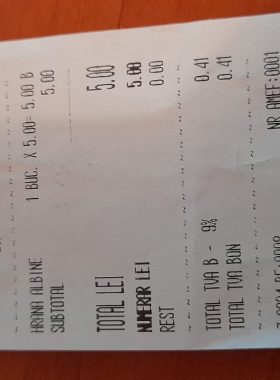 1 BUC. X 5.00= 5.00 B
HRANA ALBINE
SUBTOTAL 5.00
TOTAL LEI 5.00
NUMERAR LEI 5.00
REST 0.00
TOTAL TVA B - 9% 0.41
TOTAL TVA BON 0.41
NR AMEF:0001